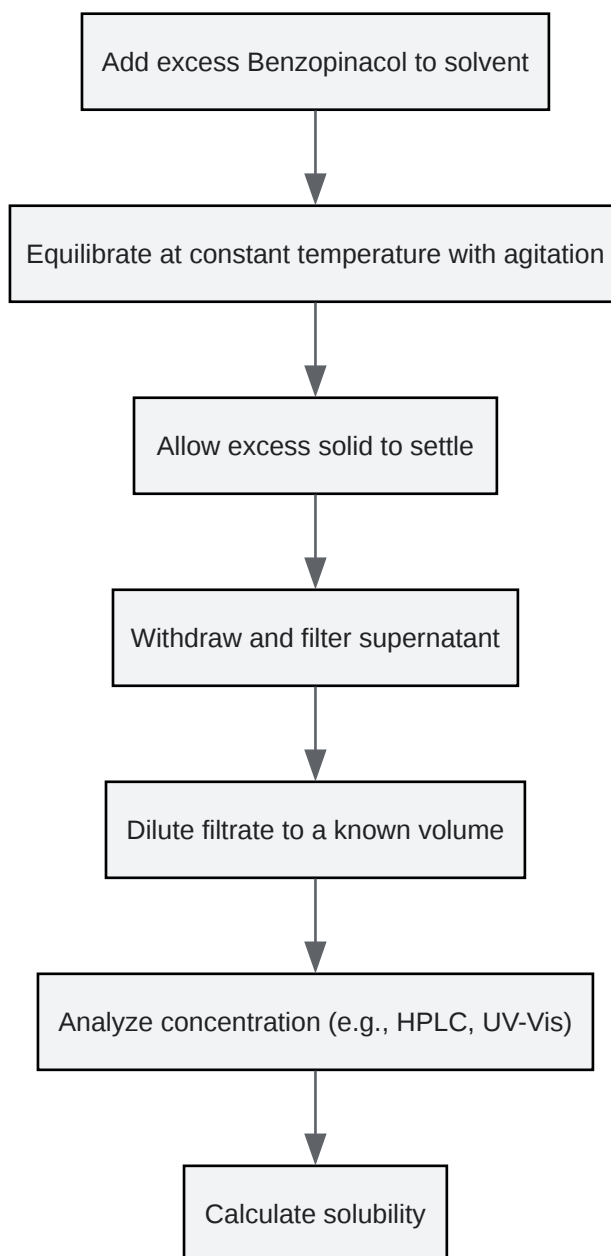 Add excess Benzopinacol to solvent
Equilibrate at constant temperature with agitation
Allow excess solid to settle
Withdraw and filter supernatant
Dilute filtrate to a known volume
Analyze concentration (e.g., HPLC, UV-Vis)
Calculate solubility